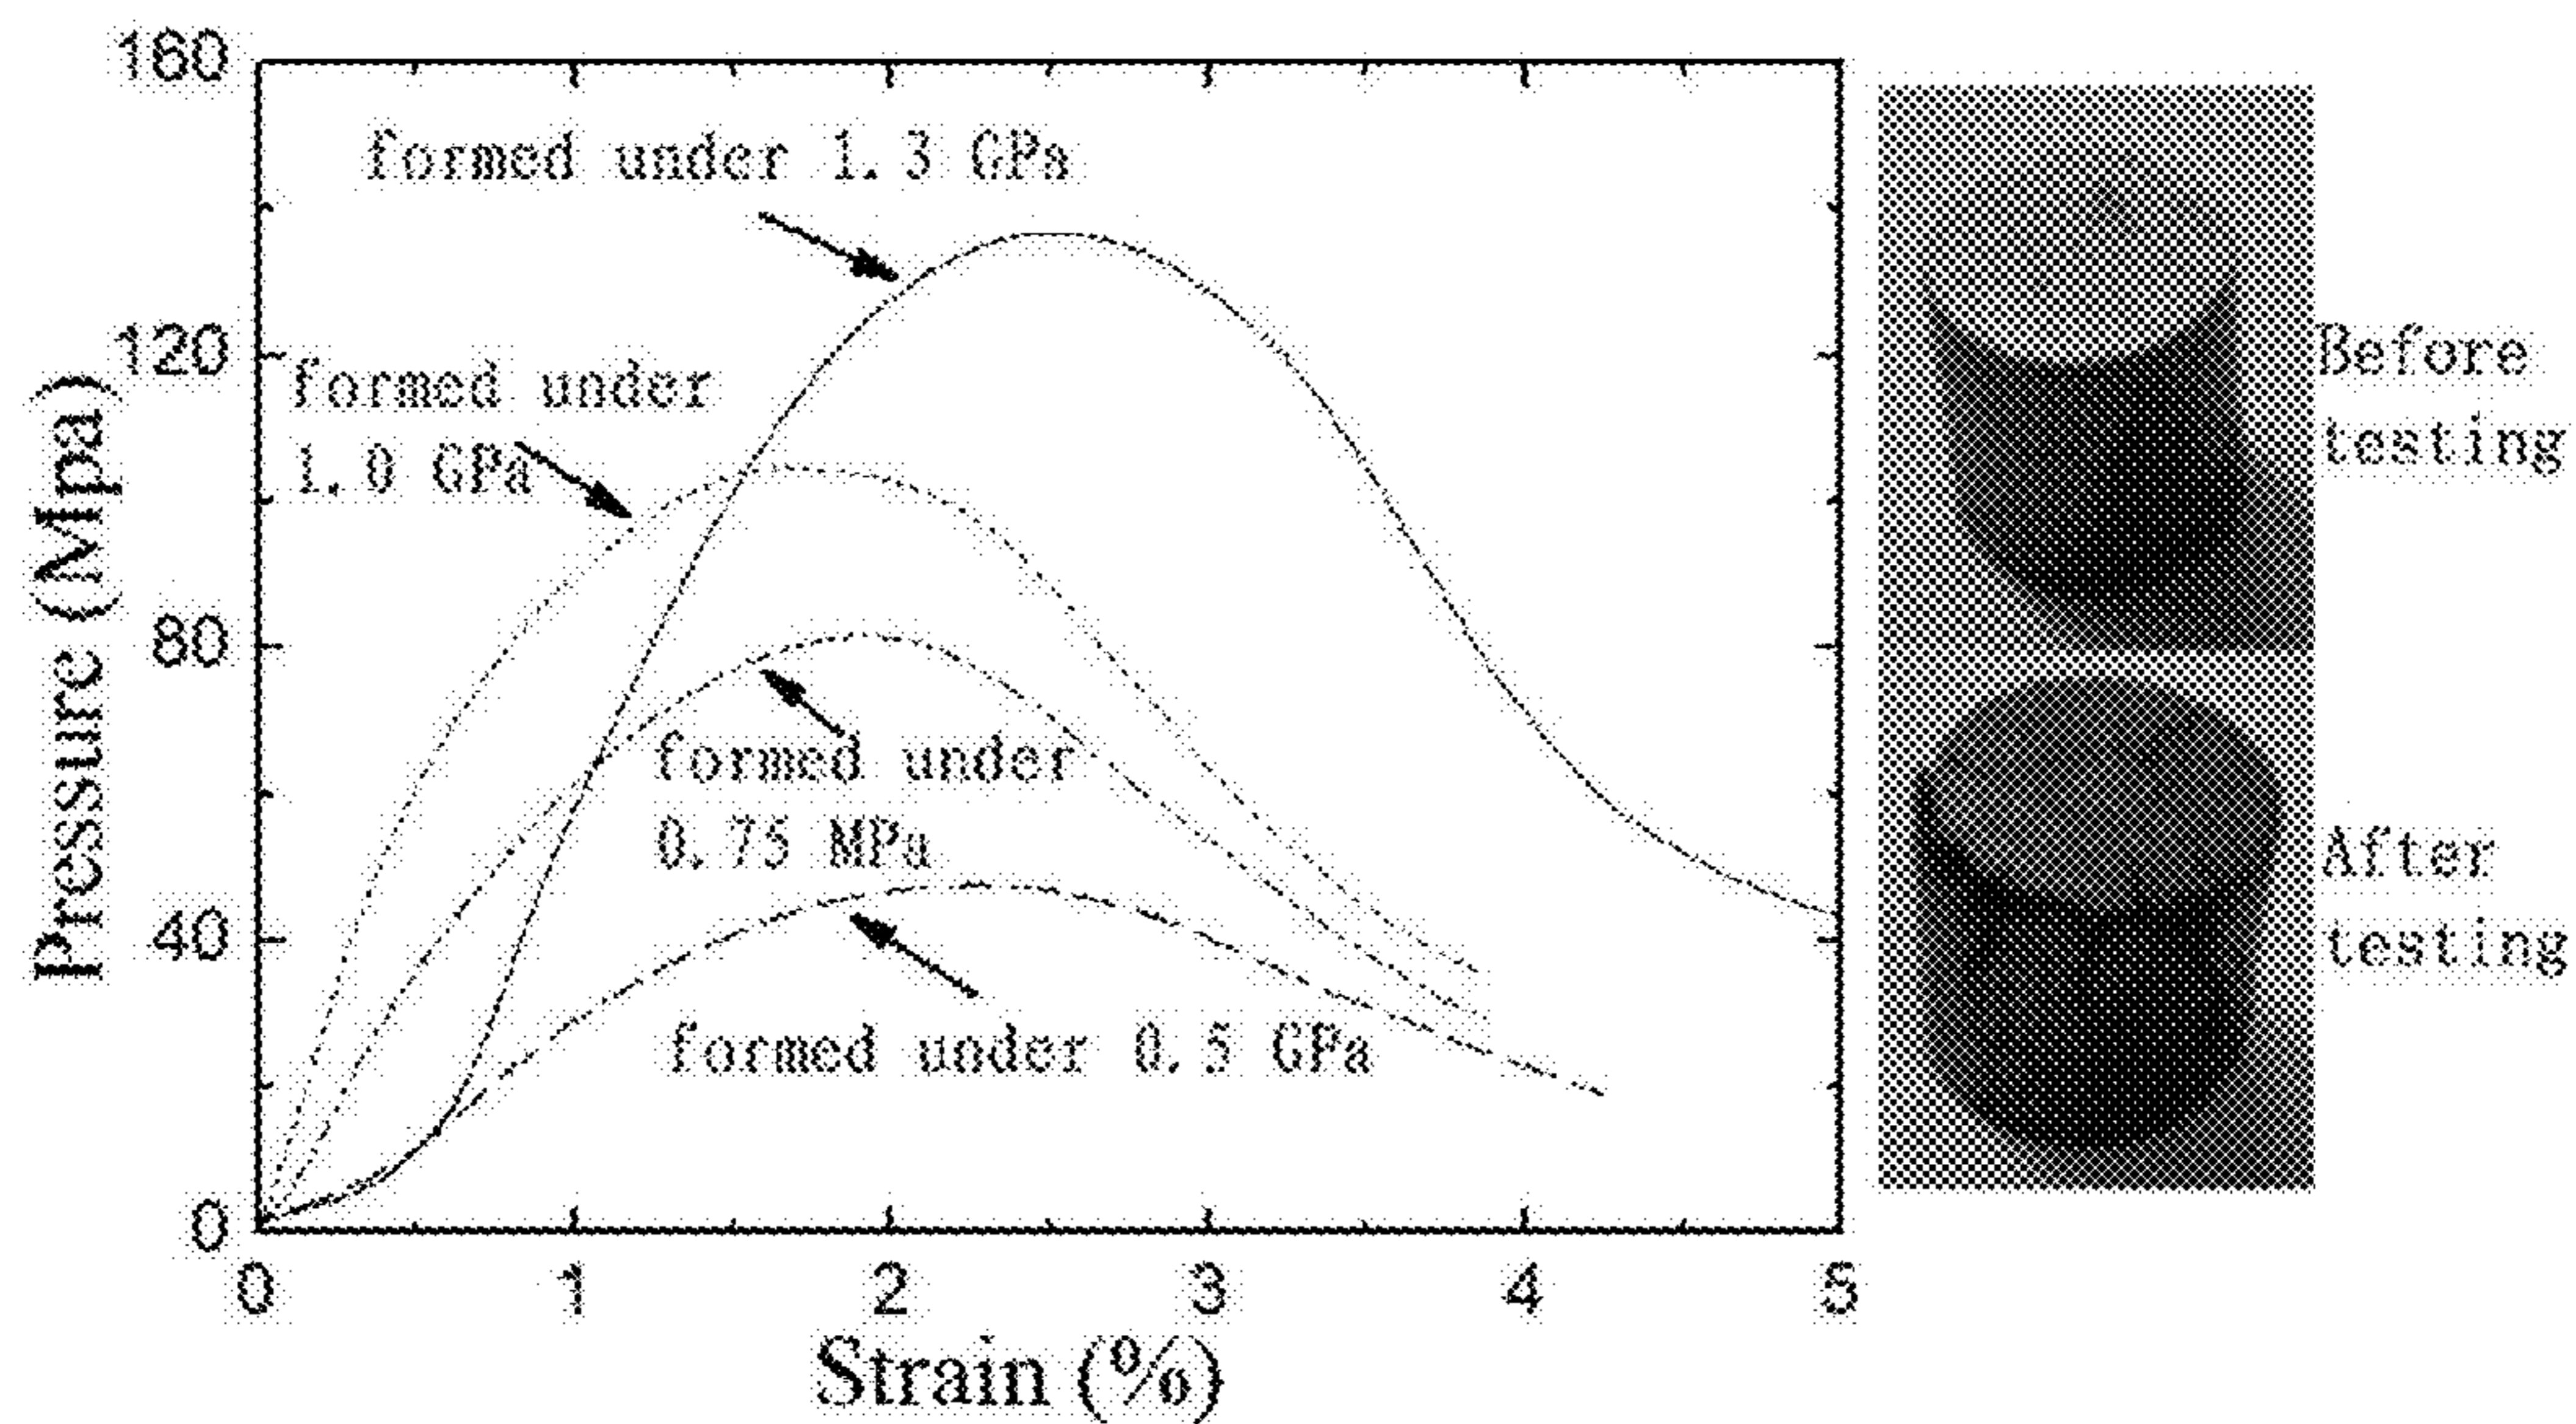 160
120
80
40
0
Pressure (Mpa)
formed under 1.3 GPa
formed under
1.0 GPa
formed under
0.75 MPa
formed under 0.5 GPa
0 1 2 3 4 5
Strain (%)
Before
testing
After
testing